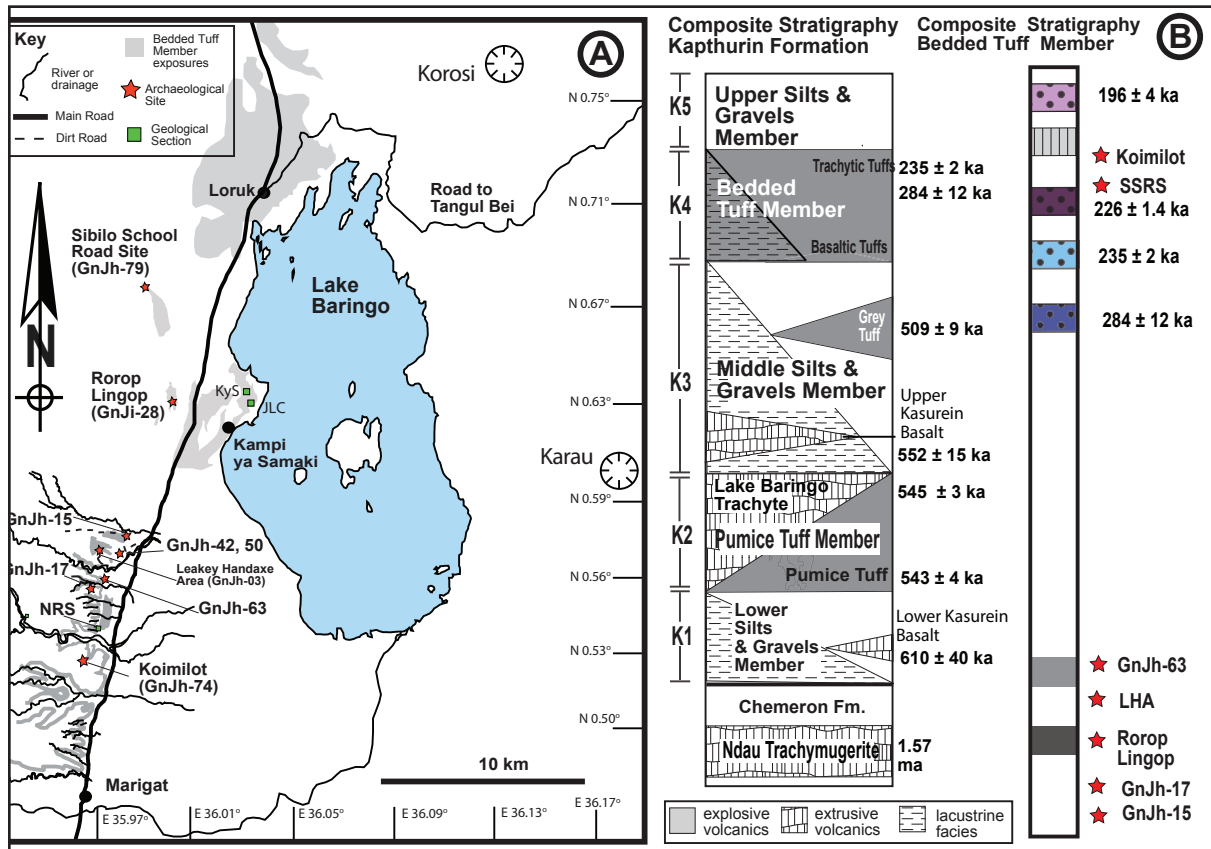 Key
River or
drainage
Main Road
Dirt Road
Bedded Tuff
Member
exposures
Archaeological
Site
Geological
Section
A
Korosi
N 0.75°
Loruk
Road to
Tangul Bei
N 0.71°
Sibilo School
Road Site
(GnJh-79)
Lake
Baringo
N 0.67°
N
Rorop
Lingop
(GnJi-28)
KyS
JLC
N 0.63°
Kampi
ya Samaki
Karau
N 0.59°
GnJh-15
GnJh-42, 50
Leakey Handaxe
Area (GnJh-03)
GnJh-17
N 0.56°
GnJh-63
NRS
N 0.53°
Koimilot
(GnJh-74)
N 0.50°
10 km
Marigat
E 35.97°
E 36.01°
E 36.05°
E 36.09°
E 36.13°
E 36.17°
Composite Stratigraphy
Kapthurin Formation
K5
Upper Silts &
Gravels
Member
K4
Trachytic Tuffs
235 ± 2 ka
Bedded
Tuff Member
284 ± 12 ka
Basaltic Tuffs
K3
Grey
Tuff
509 ± 9 ka
Middle Silts &
Gravels Member
Upper
Kasurein
Basalt
552 ± 15 ka
K2
Lake Baringo
Trachyte
545 ± 3 ka
Pumice Tuff Member
Pumice Tuff
543 ± 4 ka
K1
Lower
Silts
& Gravels
Member
Lower Kasurein
Basalt
610 ± 40 ka
Chemeron Fm.
Ndau Trachymugerite
1.57
ma
explosive
volcanics
extrusive
volcanics
lacustrine
facies
Composite Stratigraphy
Bedded Tuff Member
B
196 ± 4 ka
Koimilot
SSRS
226 ± 1.4 ka
235 ± 2 ka
284 ± 12 ka
GnJh-63
LHA
Rorop
Lingop
GnJh-17
GnJh-15